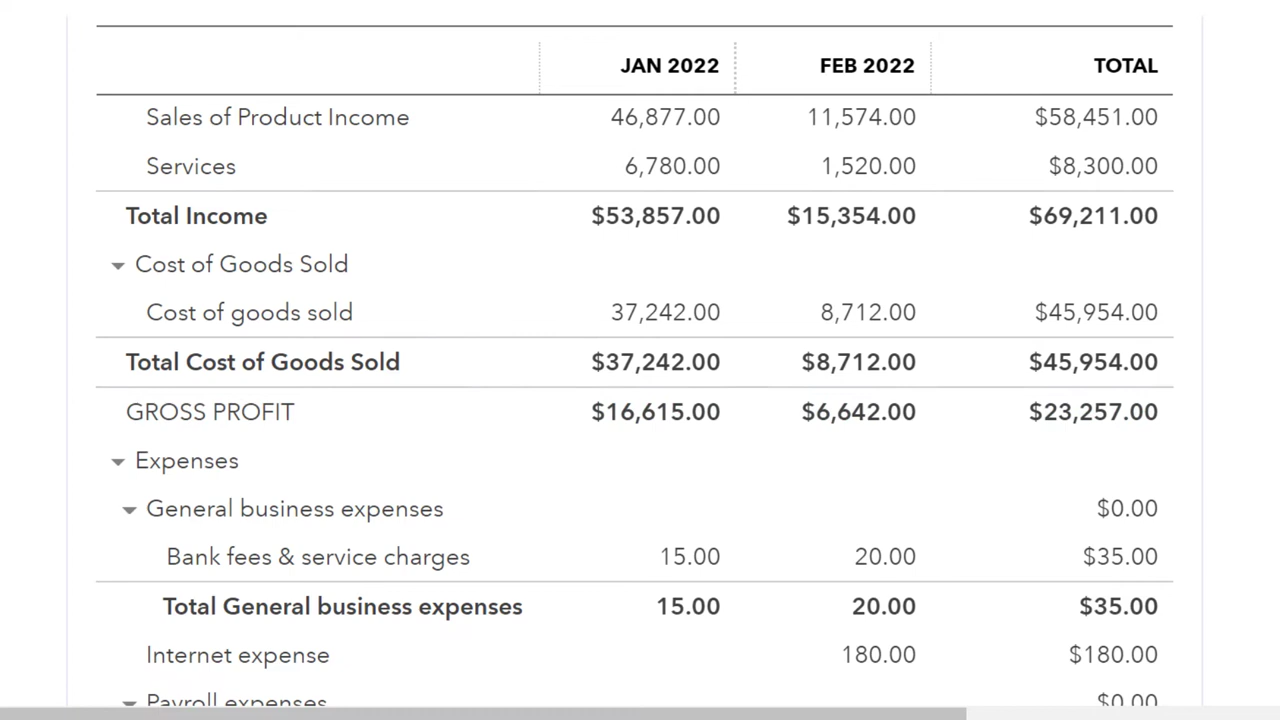 JAN 2022 FEB 2022 TOTAL
Sales of Product Income 46,877.00 11,574.00 $58,451.00
Services 6,780.00 1,520.00 $8,300.00
Total Income $53,857.00 $15,354.00 $69,211.00
Cost of Goods Sold
Cost of goods sold 37,242.00 8,712.00 $45,954.00
Total Cost of Goods Sold $37,242.00 $8,712.00 $45,954.00
GROSS PROFIT $16,615.00 $6,642.00 $23,257.00
Expenses
General business expenses $0.00
Bank fees & service charges 15.00 20.00 $35.00
Total General business expenses 15.00 20.00 $35.00
Internet expense 180.00 $180.00
Payroll expenses $0.00